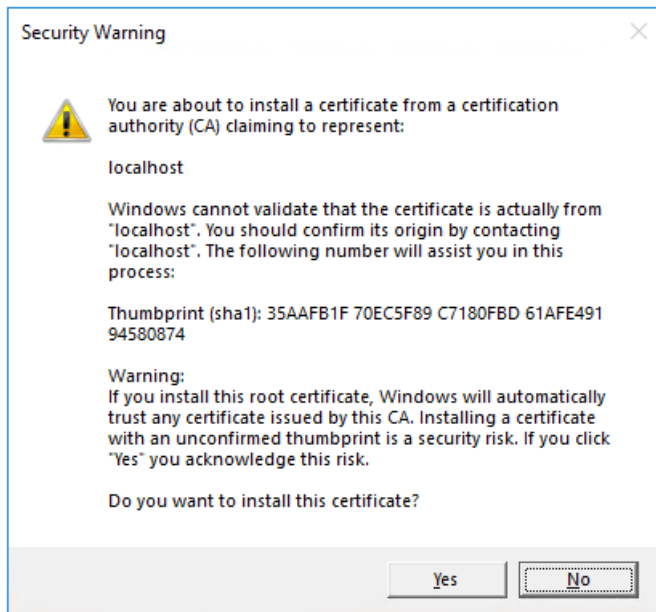 Security Warning
You are about to install a certificate from a certification
authority (CA) claiming to represent:
localhost
Windows cannot validate that the certificate is actually from
"localhost". You should confirm its origin by contacting
"localhost". The following number will assist you in this
process:
Thumbprint (sha1): 35AAFB1F 70EC5F89 C7180FBD 61AFE491
94580874
Warning:
If you install this root certificate, Windows will automatically
trust any certificate issued by this CA. Installing a certificate
with an unconfirmed thumbprint is a security risk. If you click
"Yes" you acknowledge this risk.
Do you want to install this certificate?
Yes
No